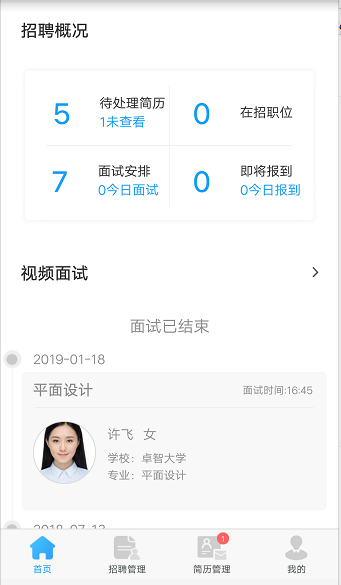 招聘概况
5 待处理简历 0 在招职位
1未查看
7 面试安排 0 即将报到
0今日面试 0今日报到
视频面试
面试已结束
2019-01-18
平面设计 面试时间:16:45
许飞 女
学校：卓智大学
专业：平面设计
2018-07-13
1
首页 招聘管理 简历管理 我的